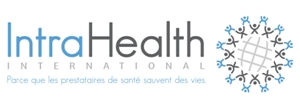 IntraHealth
INTERNATIONAL
Parce que les prestataires de santé sauvent des vies.